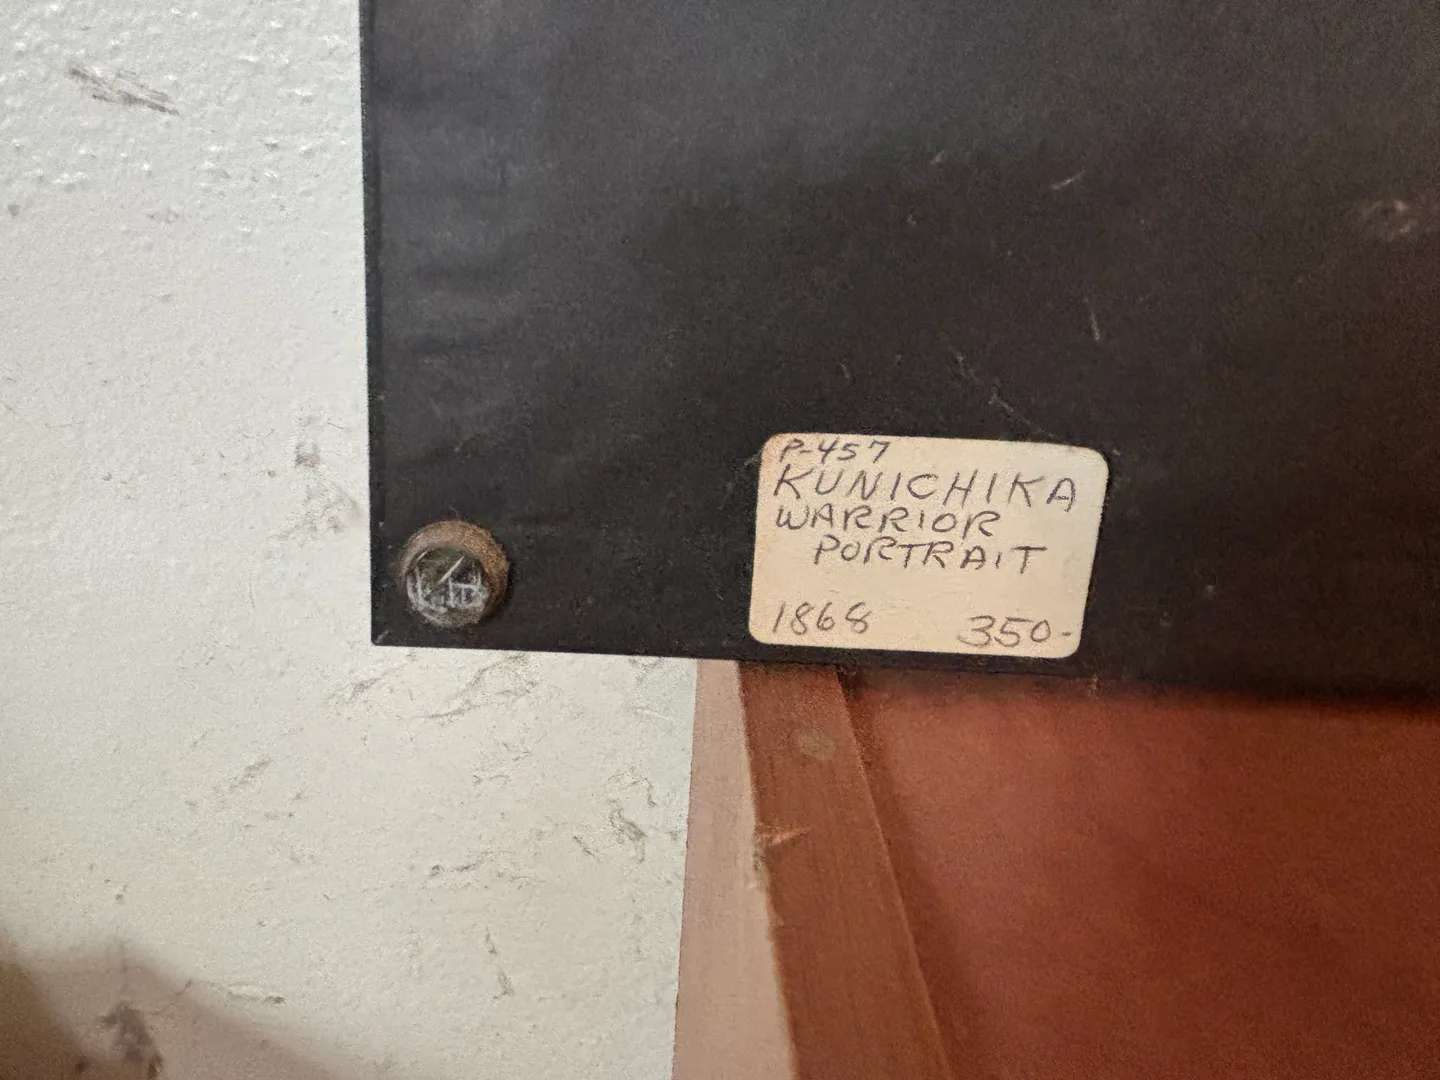 P-457
KUNICHIKA
WARRIOR
PORTRAIT
1868 350-